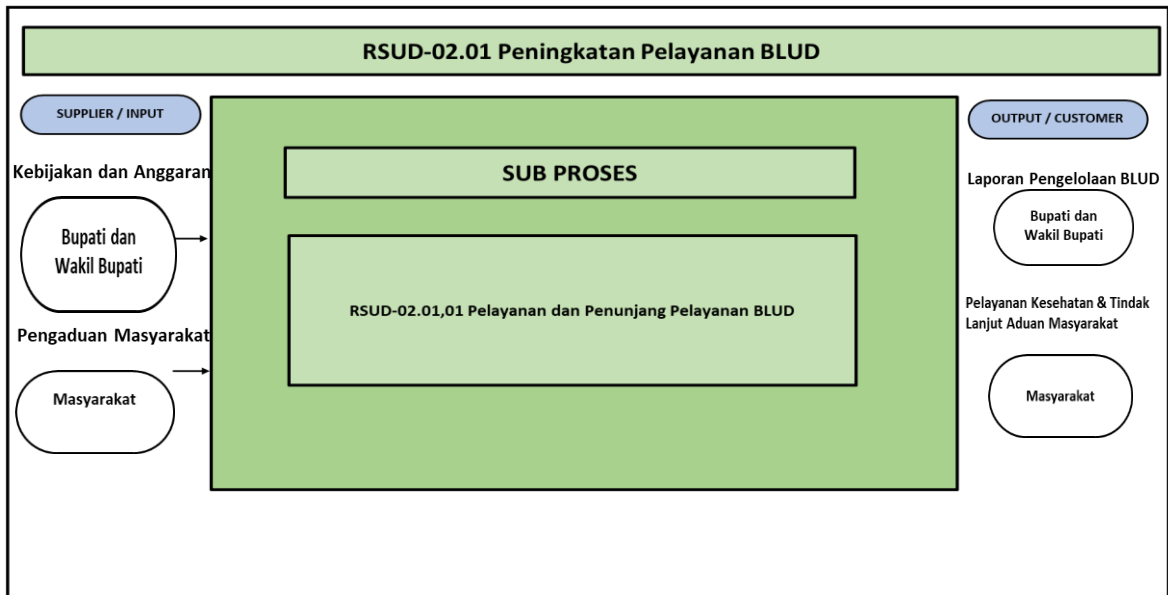 RSUD-02.01 Peningkatan Pelayanan BLUD
SUPPLIER / INPUT
Kebijakan dan Anggaran
Bupati dan
Wakil Bupati
Pengaduan Masyarakat
Masyarakat
SUB PROSES
RSUD-02.01,01 Pelayanan dan Penunjang Pelayanan BLUD
OUTPUT / CUSTOMER
Laporan Pengelolaan BLUD
Bupati dan
Wakil Bupati
Pelayanan Kesehatan & Tindak
Lanjut Aduan Masyarakat
Masyarakat